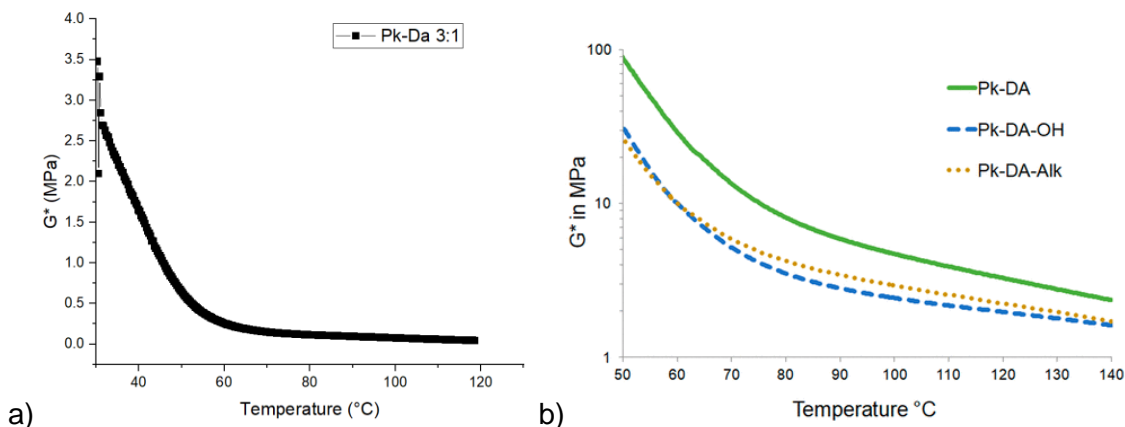 4.0
3.5
3.0
2.5
2.0
1.5
1.0
0.5
0.0
G* (MPa)
Pk-Da 3:1
40
60
80
100
120
Temperature (°C)
a)
100
10
1
G* in MPa
Pk-DA
Pk-DA-OH
Pk-DA-Alk
50
60
70
80
90
100
110
120
130
140
Temperature °C
b)